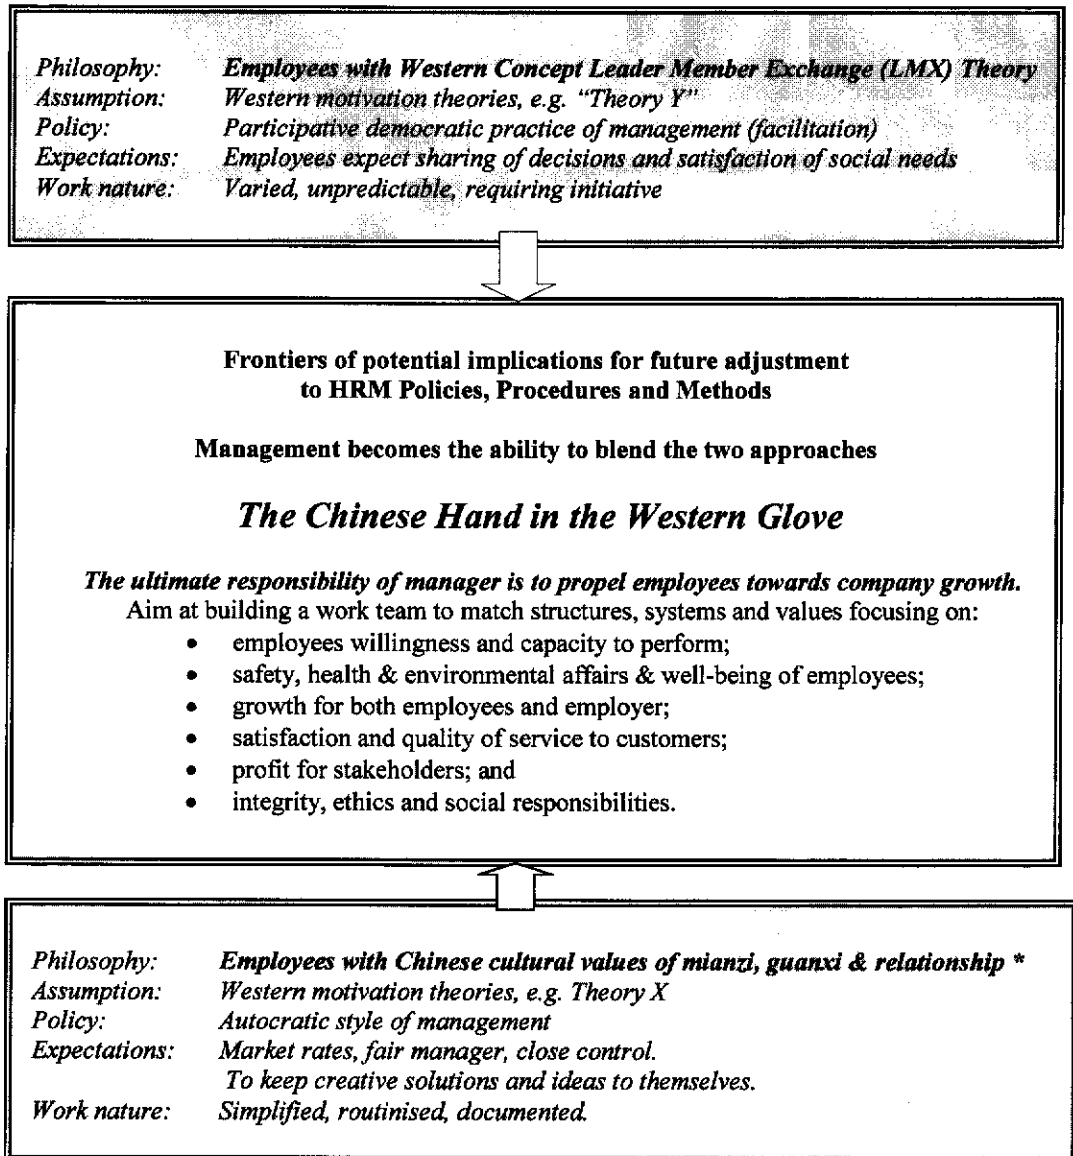 Philosophy: Employees with Western Concept Leader Member Exchange (LMX) Theory
Assumption: Western motivation theories, e.g. "Theory Y"
Policy: Participative democratic practice of management (facilitation)
Expectations: Employees expect sharing of decisions and satisfaction of social needs
Work nature: Varied, unpredictable, requiring initiative
Frontiers of potential implications for future adjustment
to HRM Policies, Procedures and Methods
Management becomes the ability to blend the two approaches
The Chinese Hand in the Western Glove
The ultimate responsibility of manager is to propel employees towards company growth.
Aim at building a work team to match structures, systems and values focusing on:
• employees willingness and capacity to perform;
• safety, health & environmental affairs & well-being of employees;
• growth for both employees and employer;
• satisfaction and quality of service to customers;
• profit for stakeholders; and
• integrity, ethics and social responsibilities.
Philosophy: Employees with Chinese cultural values of mianzi, guanxi & relationship *
Assumption: Western motivation theories, e.g. Theory X
Policy: Autocratic style of management
Expectations: Market rates, fair manager, close control.
To keep creative solutions and ideas to themselves.
Work nature: Simplified, routinised, documented.